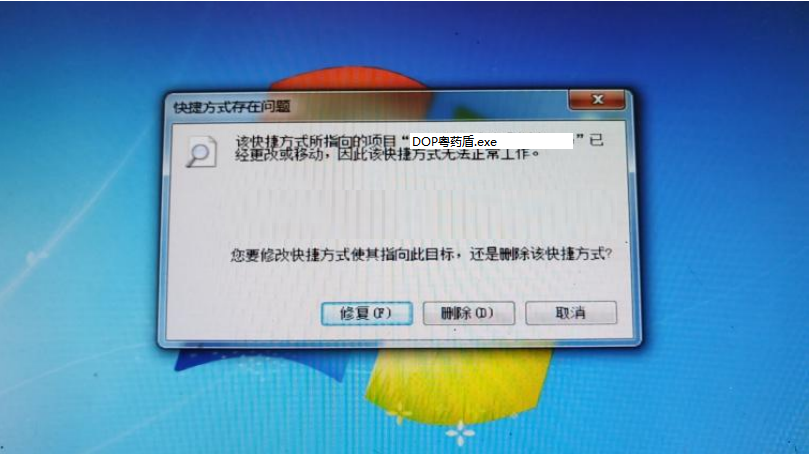 快捷方式存在问题
该快捷方式所指向的项目“DOP粤药盾.exe”已
经更改或移动，因此该快捷方式无法正常工作。
您要修改快捷方式使其指向此目标，还是删除该快捷方式?
修复(F) 删除(D) 取消